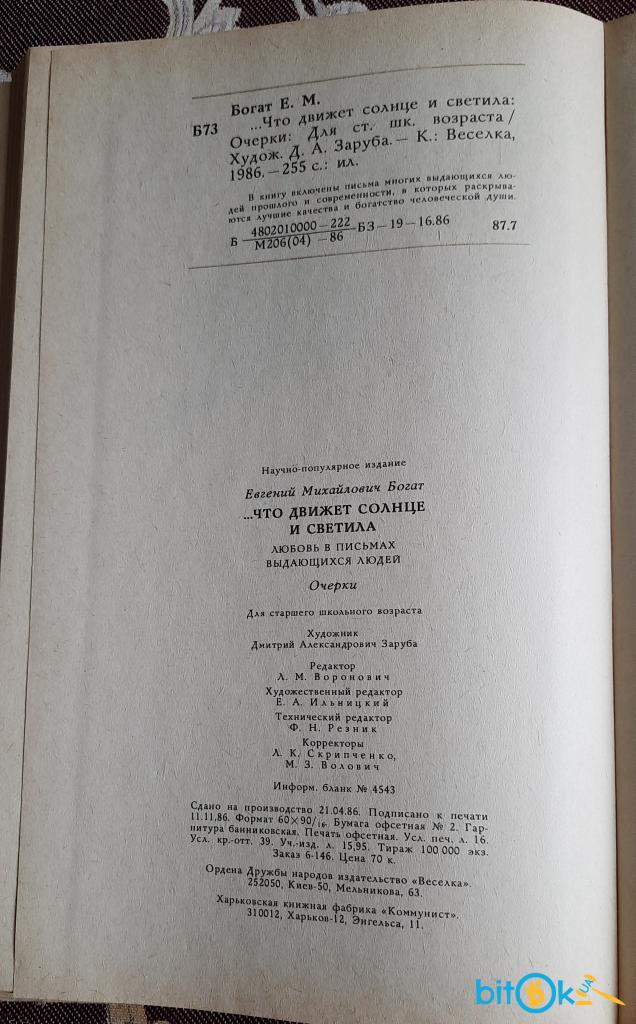 Богат Е. М.
Б73 ...Что движет солнце и светила:
Очерки: Для ст. шк. возраста /
Худож. Д. А. Заруба. — К.: Веселка,
1986. — 255 с.: ил.
В книгу включены письма многих выдающихся лю-
дей прошлого и современности, в которых раскрыва-
ются лучшие качества и богатство человеческой души.
Б 4802010000—222 БЗ—19—16.86 87.7
М206(04)—86
Научно-популярное издание
Евгений Михайлович Богат
...ЧТО ДВИЖЕТ СОЛНЦЕ
И СВЕТИЛА
ЛЮБОВЬ В ПИСЬМАХ
ВЫДАЮЩИХСЯ ЛЮДЕЙ
Очерки
Для старшего школьного возраста
Художник
Дмитрий Александрович Заруба
Редактор
Л. М. Воронович
Художественный редактор
Е. А. Ильницкий
Технический редактор
Ф. Н. Резник
Корректоры
Л. К. Скрипченко,
М. З. Волович
Информ. бланк № 4543
Сдано на производство 21.04.86. Подписано к печати
11.11.86. Формат 60×90/16. Бумага офсетная № 2. Гар-
нитура банниковская. Печать офсетная. Усл. печ. л. 16.
Усл. кр.-отт. 39. Уч.-изд. л. 15,95. Тираж 100 000 экз.
Заказ 6-146. Цена 70 к.
Ордена Дружбы народов издательство «Веселка».
252050, Киев-50, Мельникова, 63.
Харьковская книжная фабрика «Коммунист».
310012, Харьков-12, Энгельса, 11.
bitok.UA